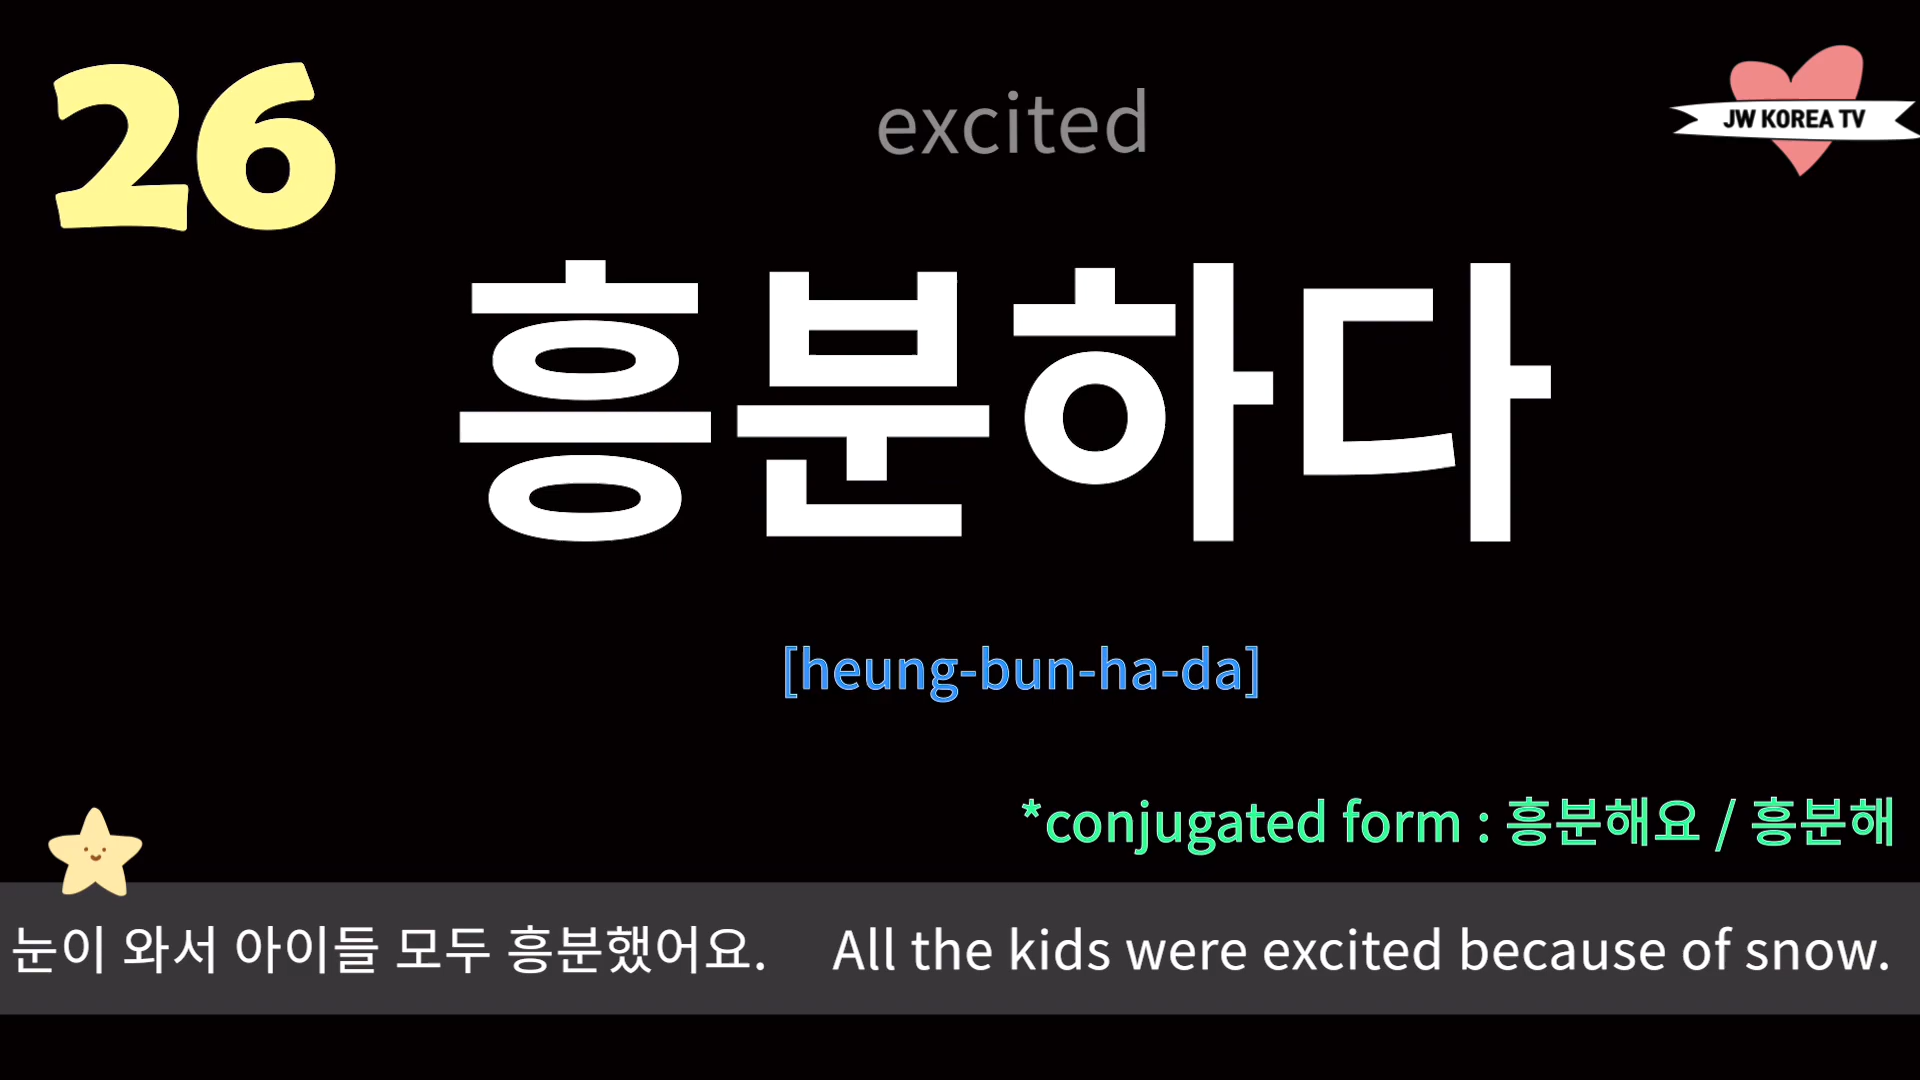 26
excited
JW KOREA TV
흥분하다
[heung-bun-ha-da]
*conjugated form : 흥분해요 / 흥분해
눈이 와서 아이들 모두 흥분했어요. All the kids were excited because of snow.